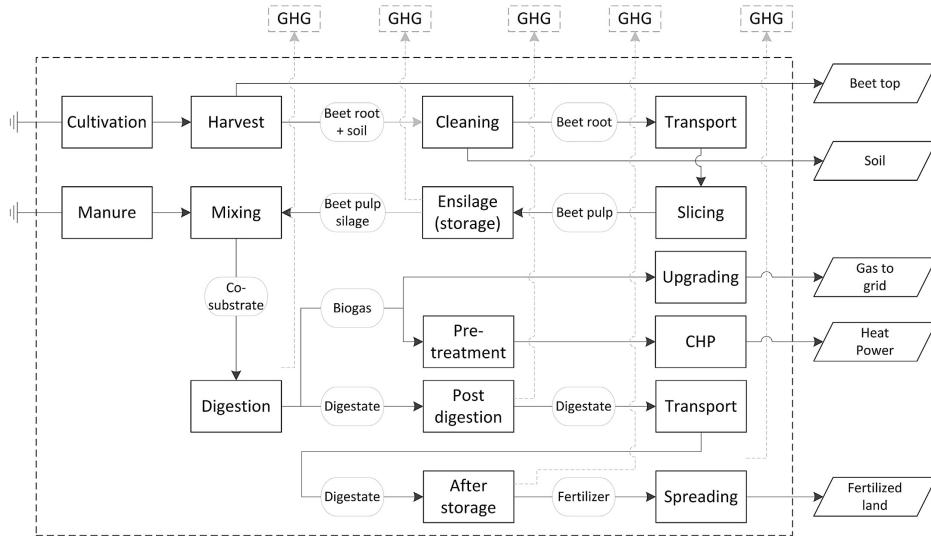 GHG
GHG
GHG
GHG
GHG
Cultivation
Harvest
Beet root
+ soil
Cleaning
Beet root
Transport
Beet top
Soil
Manure
Mixing
Beet pulp
silage
Ensilage
(storage)
Beet pulp
Slicing
Co-
substrate
Biogas
Upgrading
Gas to
grid
Pre-
treatment
CHP
Heat
Power
Digestion
Digestate
Post
digestion
Digestate
Transport
Digestate
After
storage
Fertilizer
Spreading
Fertilized
land